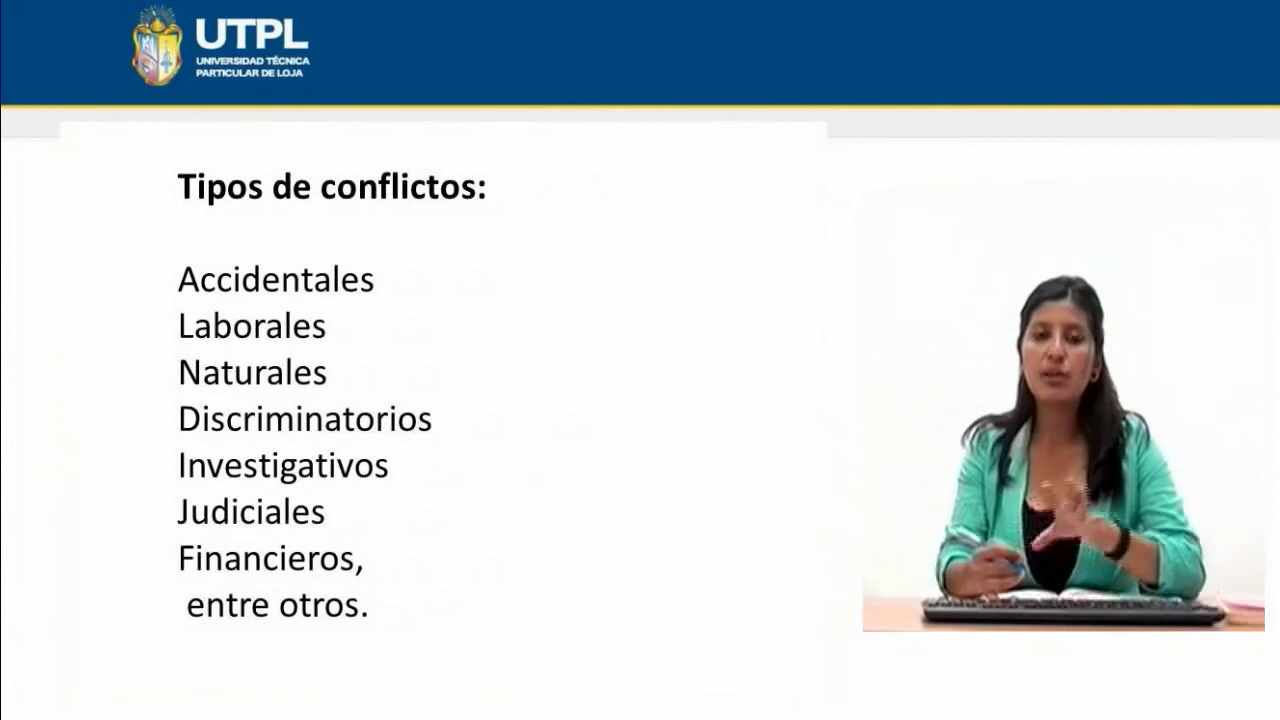 UTPL
UNIVERSIDAD TÉCNICA
PARTICULAR DE LOJA
Tipos de conflictos:
Accidentales
Laborales
Naturales
Discriminatorios
Investigativos
Judiciales
Financieros,
entre otros.